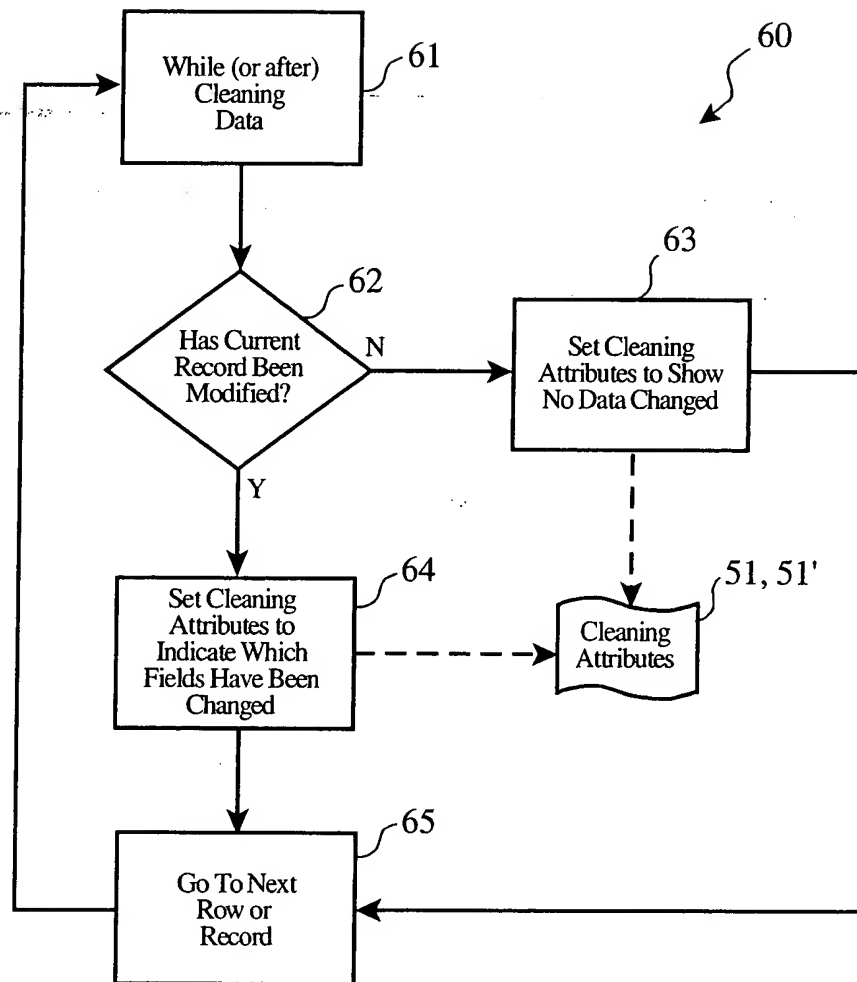 60
61
While (or after)
Cleaning
Data
62
Has Current
Record Been
Modified?
N
Y
63
Set Cleaning
Attributes to Show
No Data Changed
64
Set Cleaning
Attributes to
Indicate Which
Fields Have Been
Changed
51, 51'
Cleaning
Attributes
65
Go To Next
Row or
Record